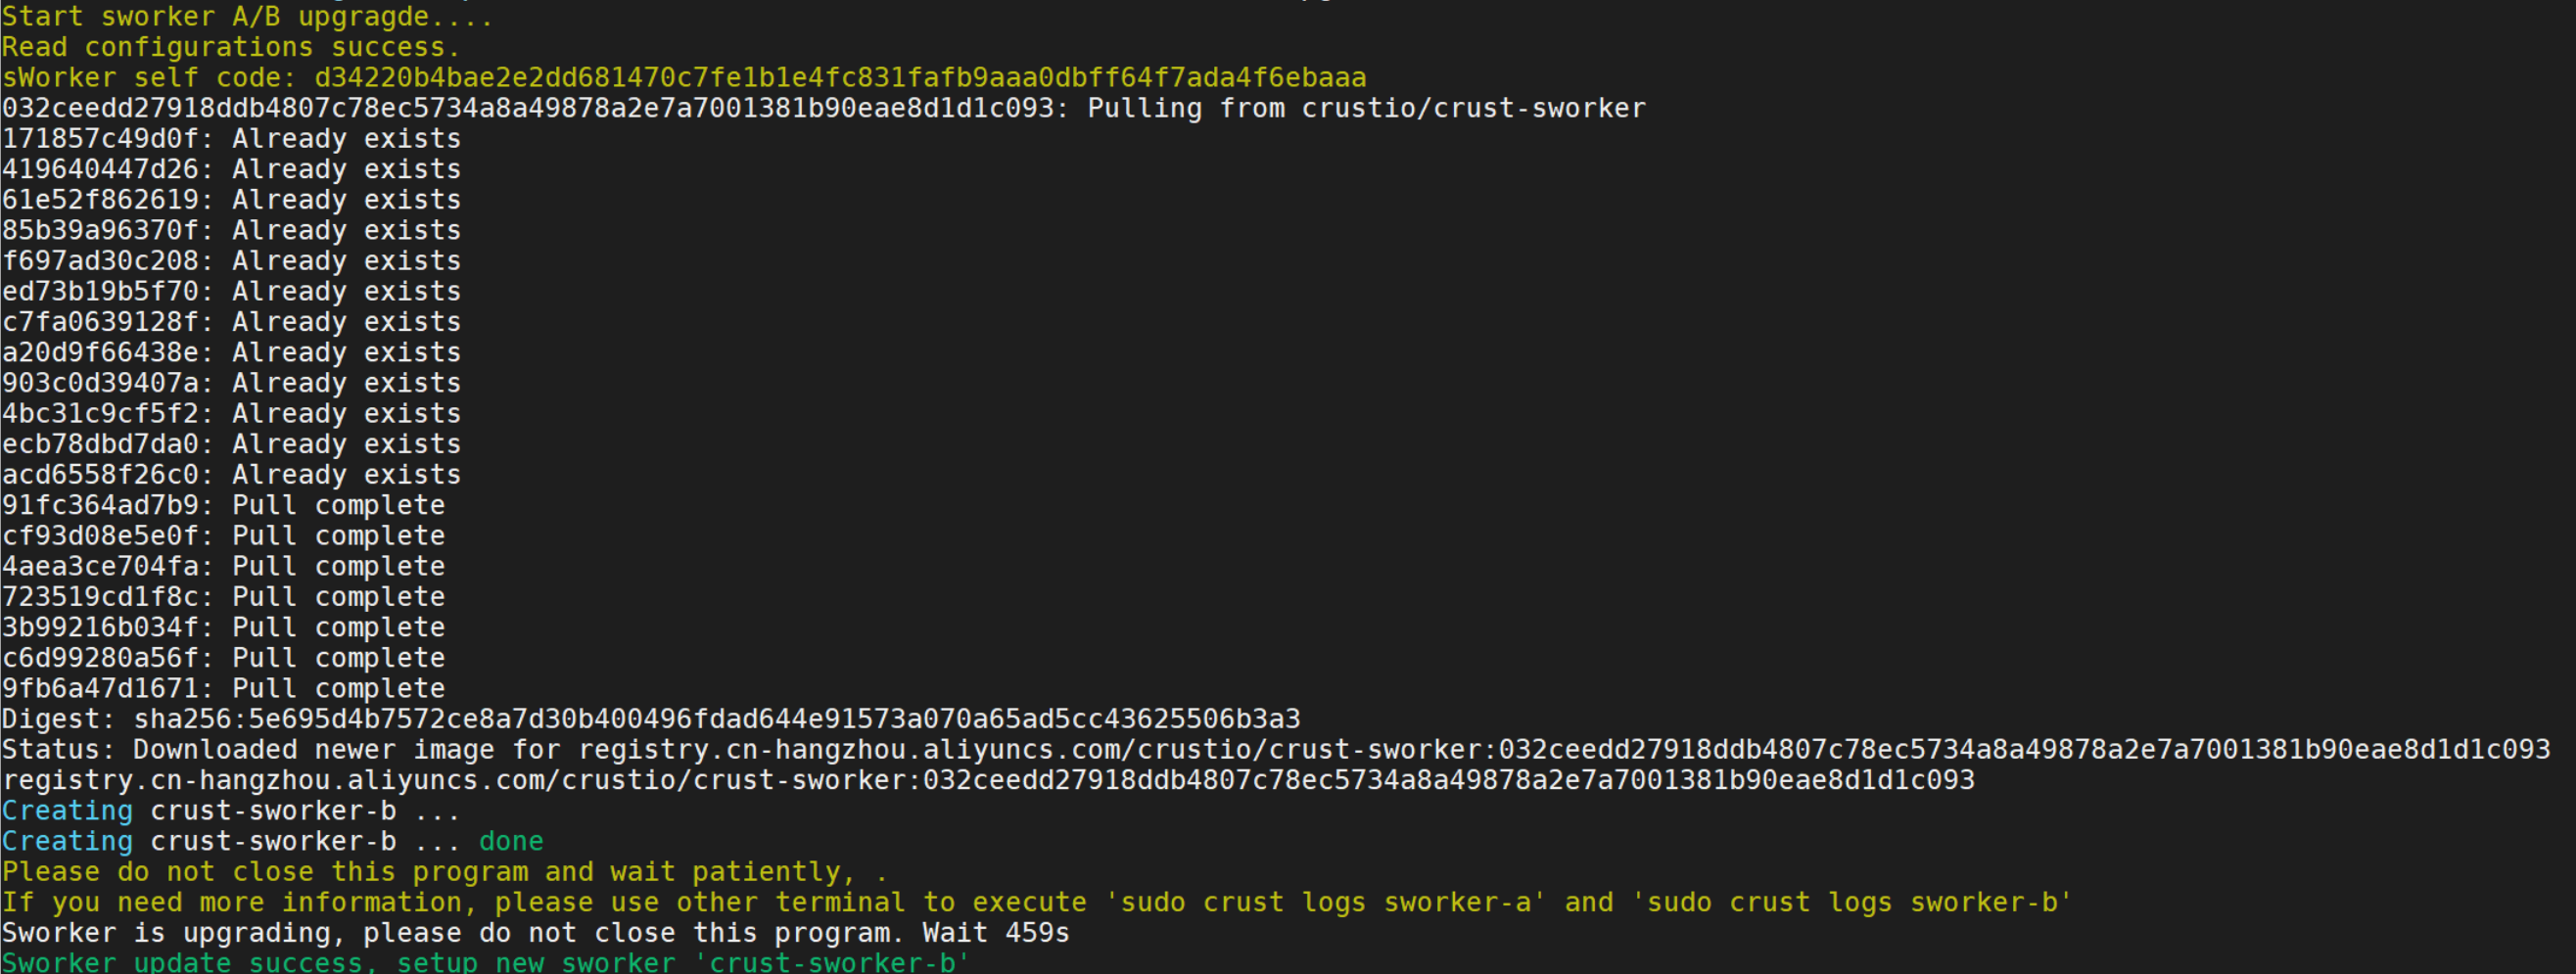 Start sworker A/B upgragde....
Read configurations success.
sWorker self code: d34220b4bae2e2dd681470c7fe1b1e4fc831fafb9aaa0dbff64f7ada4f6ebaaa
032ceedd27918ddb4807c78ec5734a8a49878a2e7a7001381b90eae8d1d1c093: Pulling from crustio/crust-sworker
171857c49d0f: Already exists
419640447d26: Already exists
61e52f862619: Already exists
85b39a96370f: Already exists
f697ad30c208: Already exists
ed73b19b5f70: Already exists
c7fa0639128f: Already exists
a20d9f66438e: Already exists
903c0d39407a: Already exists
4bc31c9cf5f2: Already exists
ecb78dbd7da0: Already exists
acd6558f26c0: Already exists
91fc364ad7b9: Pull complete
cf93d08e5e0f: Pull complete
4aea3ce704fa: Pull complete
723519cd1f8c: Pull complete
3b99216b034f: Pull complete
c6d99280a56f: Pull complete
9fb6a47d1671: Pull complete
Digest: sha256:5e695d4b7572ce8a7d30b400496fdad644e91573a070a65ad5cc43625506b3a3
Status: Downloaded newer image for registry.cn-hangzhou.aliyuncs.com/crustio/crust-sworker:032ceedd27918ddb4807c78ec5734a8a49878a2e7a7001381b90eae8d1d1c093
registry.cn-hangzhou.aliyuncs.com/crustio/crust-sworker:032ceedd27918ddb4807c78ec5734a8a49878a2e7a7001381b90eae8d1d1c093
Creating crust-sworker-b ...
Creating crust-sworker-b ... done
Please do not close this program and wait patiently, .
If you need more information, please use other terminal to execute 'sudo crust logs sworker-a' and 'sudo crust logs sworker-b'
Sworker is upgrading, please do not close this program. Wait 459s
Sworker update success, setup new sworker 'crust-sworker-b'